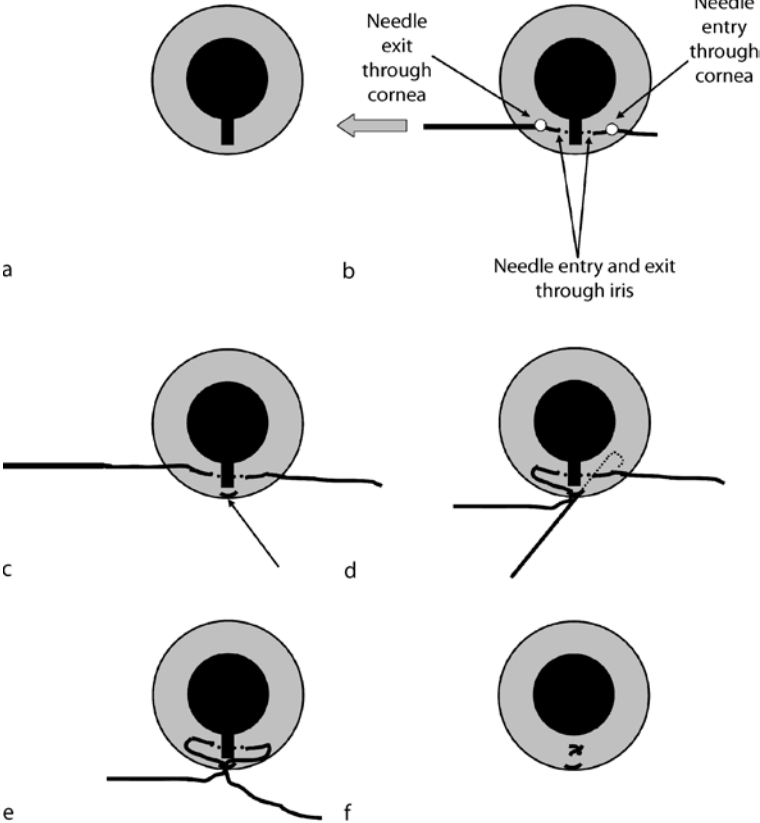 Needle
exit
through
cornea
Needle
entry
through
cornea
a
b
Needle entry and exit
through iris
c
d
e
f